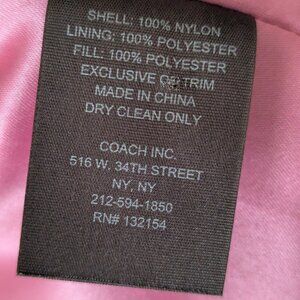 SHELL: 100% NYLON
LINING: 100% POLYESTER
FILL: 100% POLYESTER
EXCLUSIVE OF TRIM
MADE IN CHINA
DRY CLEAN ONLY
COACH INC.
516 W. 34TH STREET
NY, NY
212-594-1850
RN# 132154